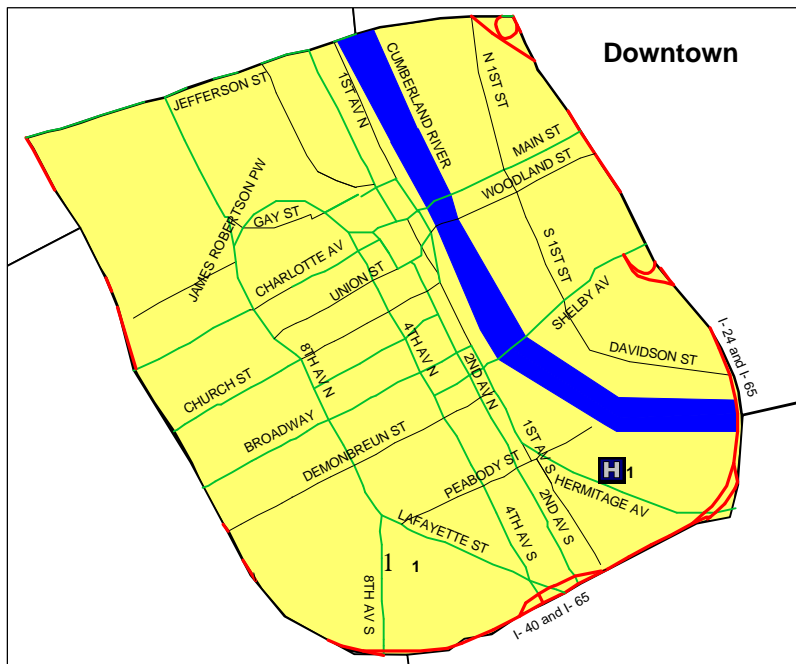 Downtown
JEFFERSON ST
1ST AV N
CUMBERLAND RIVER
N 1ST ST
MAIN ST
WOODLAND ST
JAMES ROBERTSON PW
GAY ST
CHARLOTTE AV
UNION ST
S 1ST ST
SHELBY AV
I- 24 and I- 65
DAVIDSON ST
CHURCH ST
8TH AV N
4TH AV N
2ND AV N
BROADWAY
DEMONBREUN ST
PEABODY ST
1ST AV S
H 1
HERMITAGE AV
LAFAYETTE ST
4TH AV S
2ND AV S
1 1
8TH AV S
I- 40 and I- 65